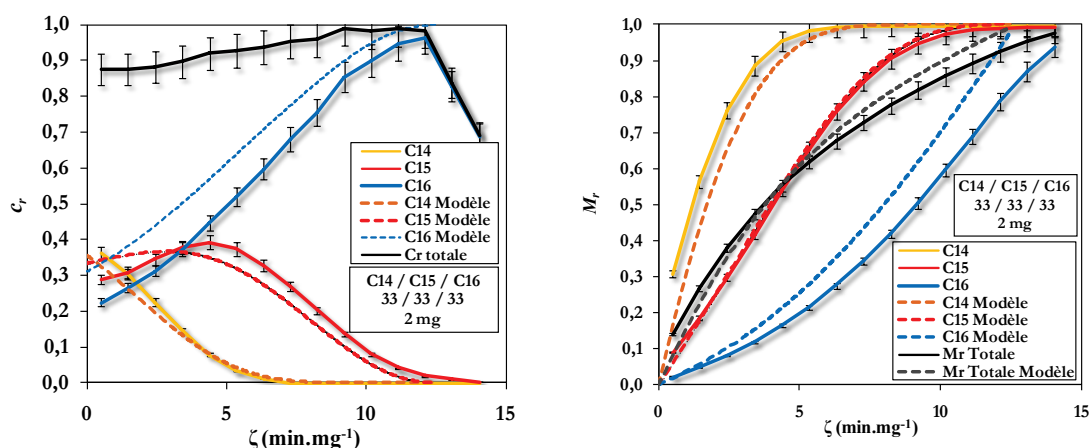 1,0
0,9
0,8
0,7
0,6
0,5
0,4
0,3
0,2
0,1
0,0
c_r
C14
C15
C16
C14 Modèle
C15 Modèle
C16 Modèle
Cr totale
C14 / C15 / C16
33 / 33 / 33
2 mg
0 5 10 15
ζ (min.mg⁻¹)
1,0
0,9
0,8
0,7
0,6
0,5
0,4
0,3
0,2
0,1
0,0
M_r
C14 / C15 / C16
33 / 33 / 33
2 mg
C14
C15
C16
C14 Modèle
C15 Modèle
C16 Modèle
Mr Totale
Mr Totale Modèle
0 5 10 15
ζ (min.mg⁻¹)